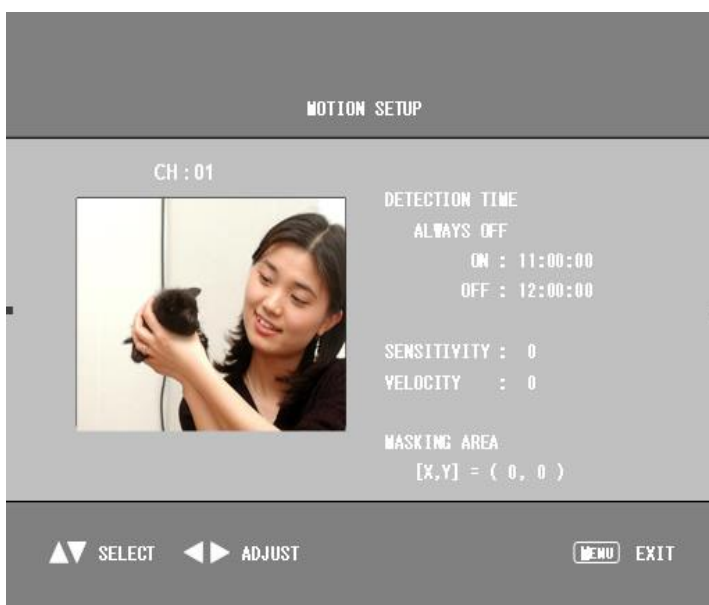 MOTION SETUP
CH : 01
DETECTION TIME
ALWAYS OFF
ON : 11:00:00
OFF : 12:00:00
SENSITIVITY : 0
VELOCITY : 0
MASKING AREA
[X,Y] = ( 0, 0 )
SELECT ADJUST MENU EXIT